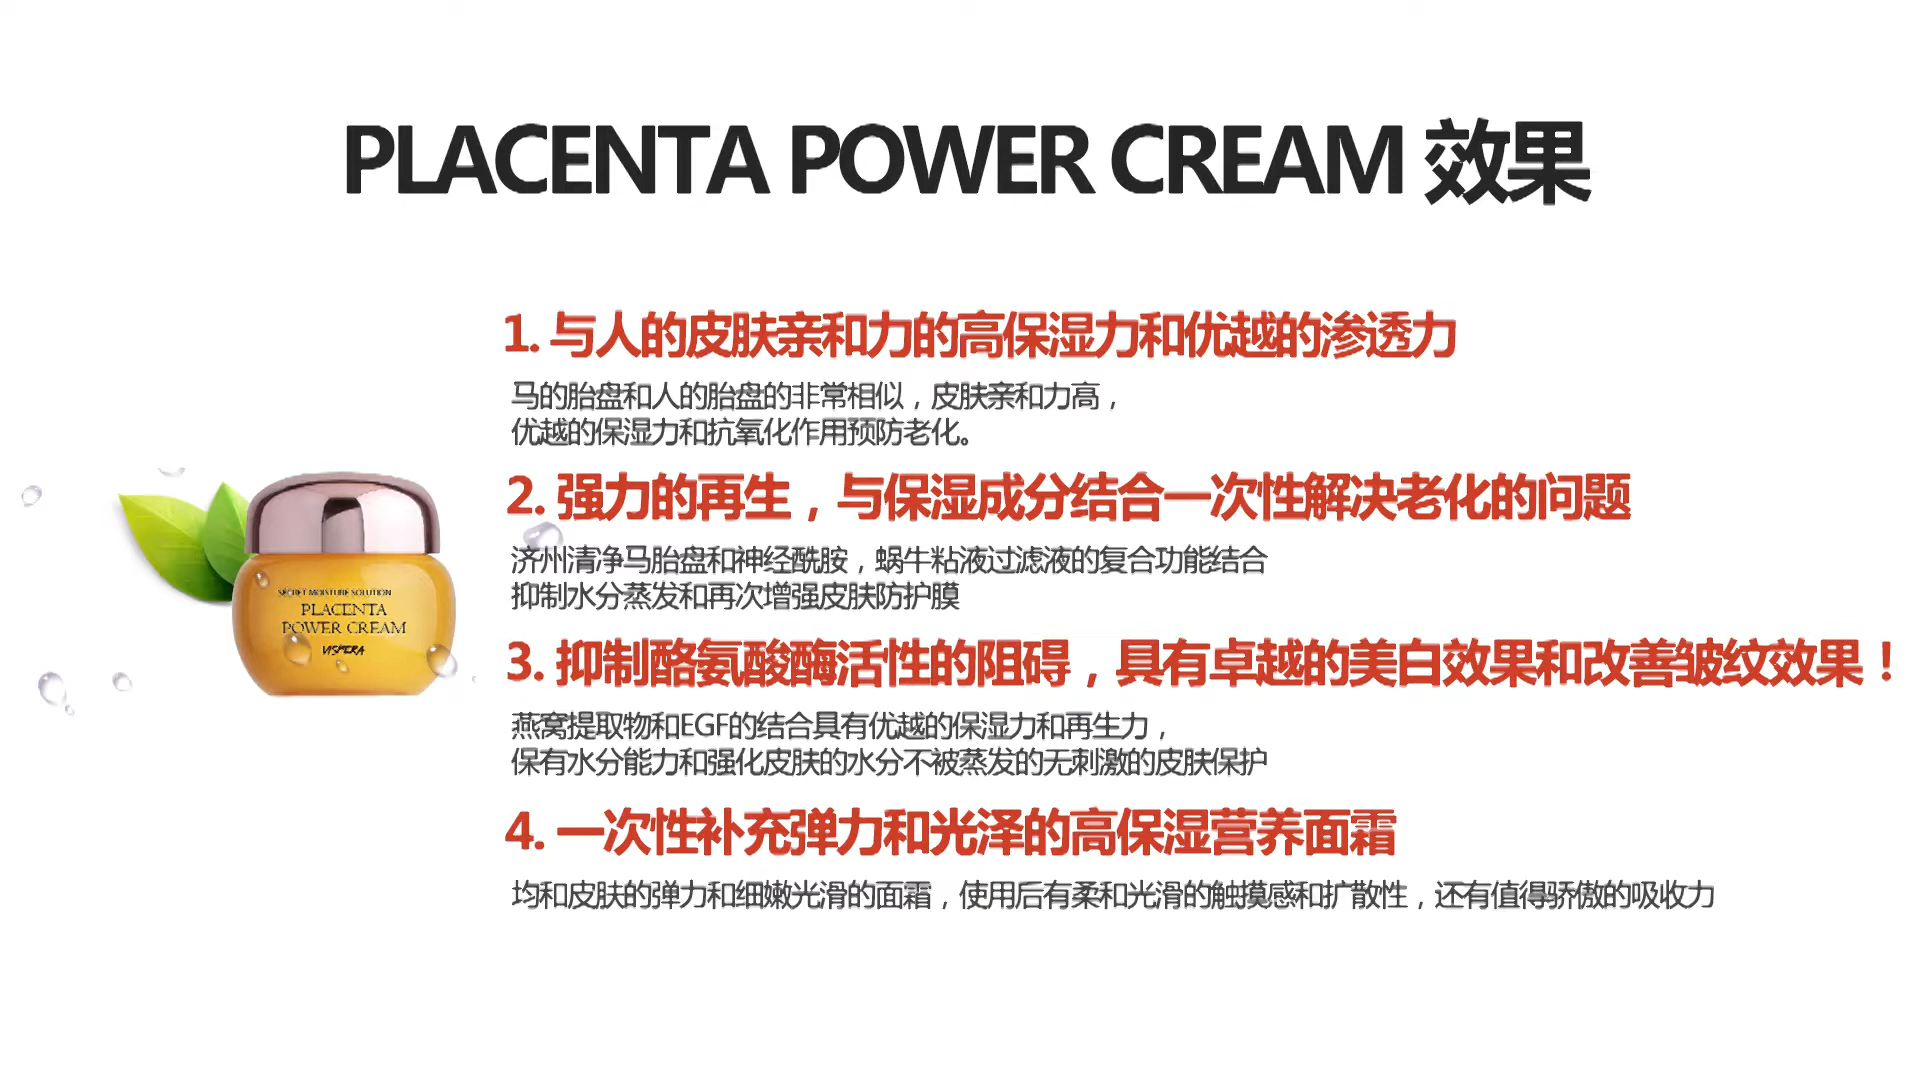 PLACENTA POWER CREAM 效果
1. 与人的皮肤亲和力的高保湿力和优越的渗透力
马的胎盘和人的胎盘的非常相似，皮肤亲和力高，
优越的保湿力和抗氧化作用预防老化。
2. 强力的再生，与保湿成分结合一次性解决老化的问题
济州清净马胎盘和神经酰胺，蜗牛粘液过滤液的复合功能结合
抑制水分蒸发和再次增强皮肤防护膜
3. 抑制酪氨酸酶活性的阻碍，具有卓越的美白效果和改善皱纹效果！
燕窝提取物和EGF的结合具有优越的保湿力和再生力，
保有水分能力和强化皮肤的水分不被蒸发的无刺激的皮肤保护
4. 一次性补充弹力和光泽的高保湿营养面霜
均和皮肤的弹力和细嫩光滑的面霜，使用后有柔和光滑的触摸感和扩散性，还有值得骄傲的吸收力
SECRET MOISTURE SOLUTION
PLACENTA
POWER CREAM
VISPERA